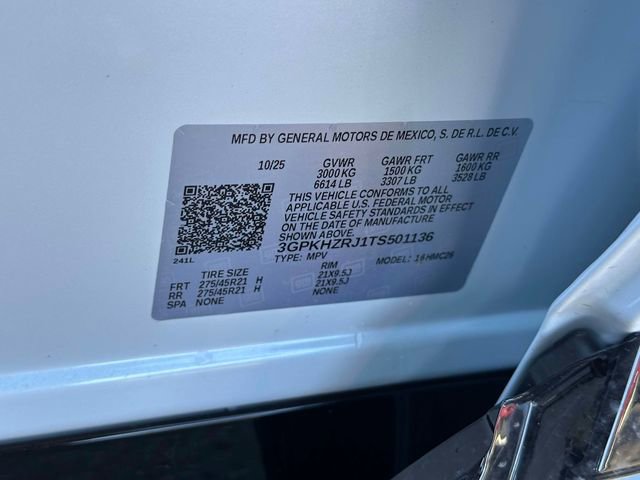 MFD BY GENERAL MOTORS DE MEXICO, S. DE R.L. DE C.V.
10/25 GVWR GAWR FRT GAWR RR
3000 KG 1500 KG 1600 KG
6614 LB 3307 LB 3528 LB
THIS VEHICLE CONFORMS TO ALL
APPLICABLE U.S. FEDERAL MOTOR
VEHICLE SAFETY STANDARDS IN EFFECT
ON THE DATE OF MANUFACTURE
SHOWN ABOVE.
3GPKHZRJ1TS501136
241L TYPE: MPV MODEL: 16HMC26
TIRE SIZE RIM
FRT 275/45R21 H 21X9.5J
RR 275/45R21 H 21X9.5J
SPA NONE NONE